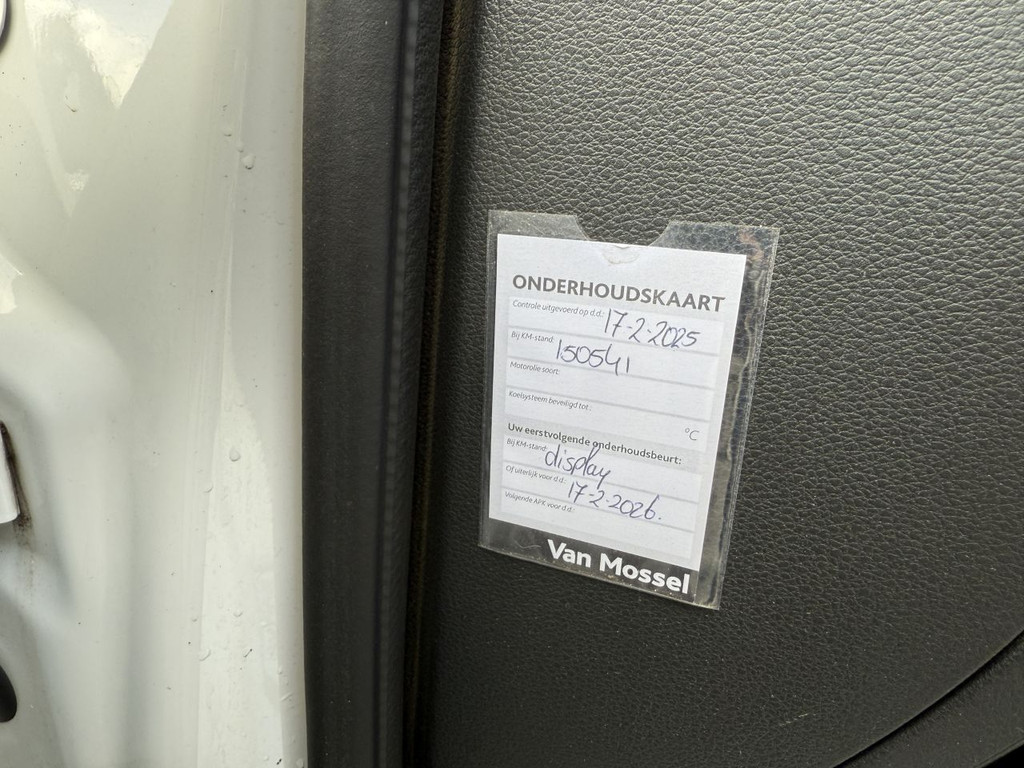 ONDERHOUDSKAART
Controle uitgevoerd op d.d.: 17-2-2025
Bij KM-stand: 150541
Motorolie soort:
Koelsysteem beveiligd tot:
°C
Uw eerstvolgende onderhoudsbeurt:
Bij KM-stand: display
Of uiterlijk voor d.d.: 17-2-2026.
Volgende APK voor d.d.:
Van Mossel